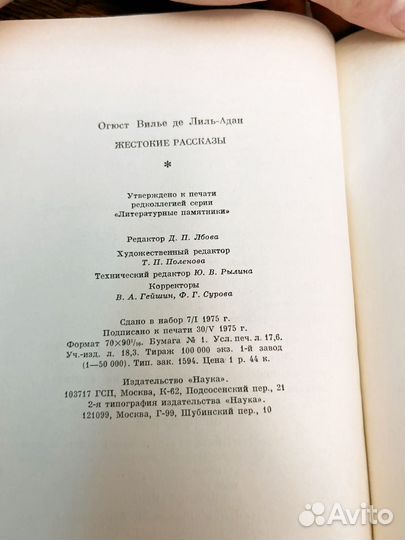 Огюст Вилье де Лиль-Адан
ЖЕСТОКИЕ РАССКАЗЫ
*
Утверждено к печати
редколлегией серии
«Литературные памятники»
Редактор Д. П. Лбова
Художественный редактор
Т. П. Поленова
Технический редактор Ю. В. Рылина
Корректоры
В. А. Гейшин, Ф. Г. Сурова
Сдано в набор 7/I 1975 г.
Подписано к печати 30/V 1975 г.
Формат 70×90¹/₁₆. Бумага № 1. Усл. печ. л. 17,6.
Уч.-изд. л. 18,3. Тираж 100 000 экз. 1-й завод
(1—50 000). Тип. зак. 1594. Цена 1 р. 44 к.
Издательство «Наука».
103717 ГСП, Москва, К-62, Подсосенский пер., 21
2-я типография издательства «Наука».
121099, Москва, Г-99, Шубинский пер., 10
Avito